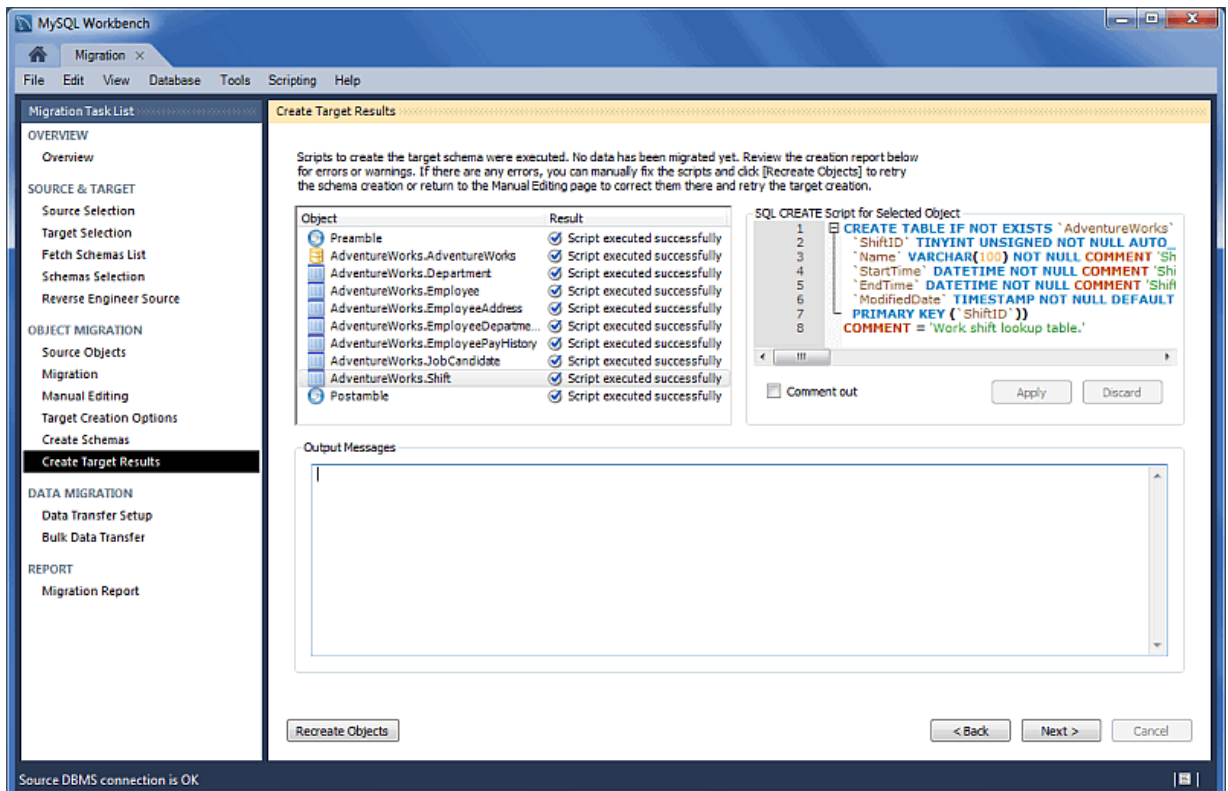 MySQL Workbench
Migration
File Edit View Database Tools Scripting Help
Migration Task List
OVERVIEW
Overview
SOURCE & TARGET
Source Selection
Target Selection
Fetch Schemas List
Schemas Selection
Reverse Engineer Source
OBJECT MIGRATION
Source Objects
Migration
Manual Editing
Target Creation Options
Create Schemas
Create Target Results
DATA MIGRATION
Data Transfer Setup
Bulk Data Transfer
REPORT
Migration Report
Create Target Results
Scripts to create the target schema were executed. No data has been migrated yet. Review the creation report below
for errors or warnings. If there are any errors, you can manually fix the scripts and click [Recreate Objects] to retry
the schema creation or return to the Manual Editing page to correct them there and retry the target creation.
Object Result
Preamble Script executed successfully
AdventureWorks.AdventureWorks Script executed successfully
AdventureWorks.Department Script executed successfully
AdventureWorks.Employee Script executed successfully
AdventureWorks.EmployeeAddress Script executed successfully
AdventureWorks.EmployeeDepartme... Script executed successfully
AdventureWorks.EmployeePayHistory Script executed successfully
AdventureWorks.JobCandidate Script executed successfully
AdventureWorks.Shift Script executed successfully
Postamble Script executed successfully
SQL CREATE Script for Selected Object
1 CREATE TABLE IF NOT EXISTS `AdventureWorks`
2 `ShiftID` TINYINT UNSIGNED NOT NULL AUTO_
3 `Name` VARCHAR(100) NOT NULL COMMENT 'Sh
4 `StartTime` DATETIME NOT NULL COMMENT 'Shi
5 `EndTime` DATETIME NOT NULL COMMENT 'Shift
6 `ModifiedDate` TIMESTAMP NOT NULL DEFAULT
7 PRIMARY KEY (`ShiftID`))
8 COMMENT = 'Work shift lookup table.'
Comment out Apply Discard
Output Messages
Recreate Objects < Back Next > Cancel
Source DBMS connection is OK